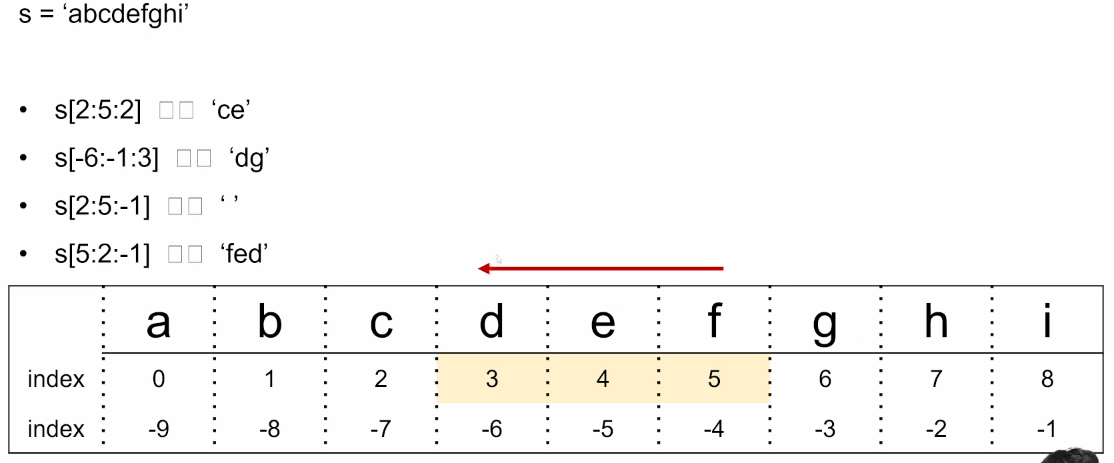 s = ‘abcdefghi’
• s[2:5:2] □□ ‘ce’
• s[-6:-1:3] □□ ‘dg’
• s[2:5:-1] □□ ‘ ’
• s[5:2:-1] □□ ‘fed’
a b c d e f g h i
index 0 1 2 3 4 5 6 7 8
index -9 -8 -7 -6 -5 -4 -3 -2 -1